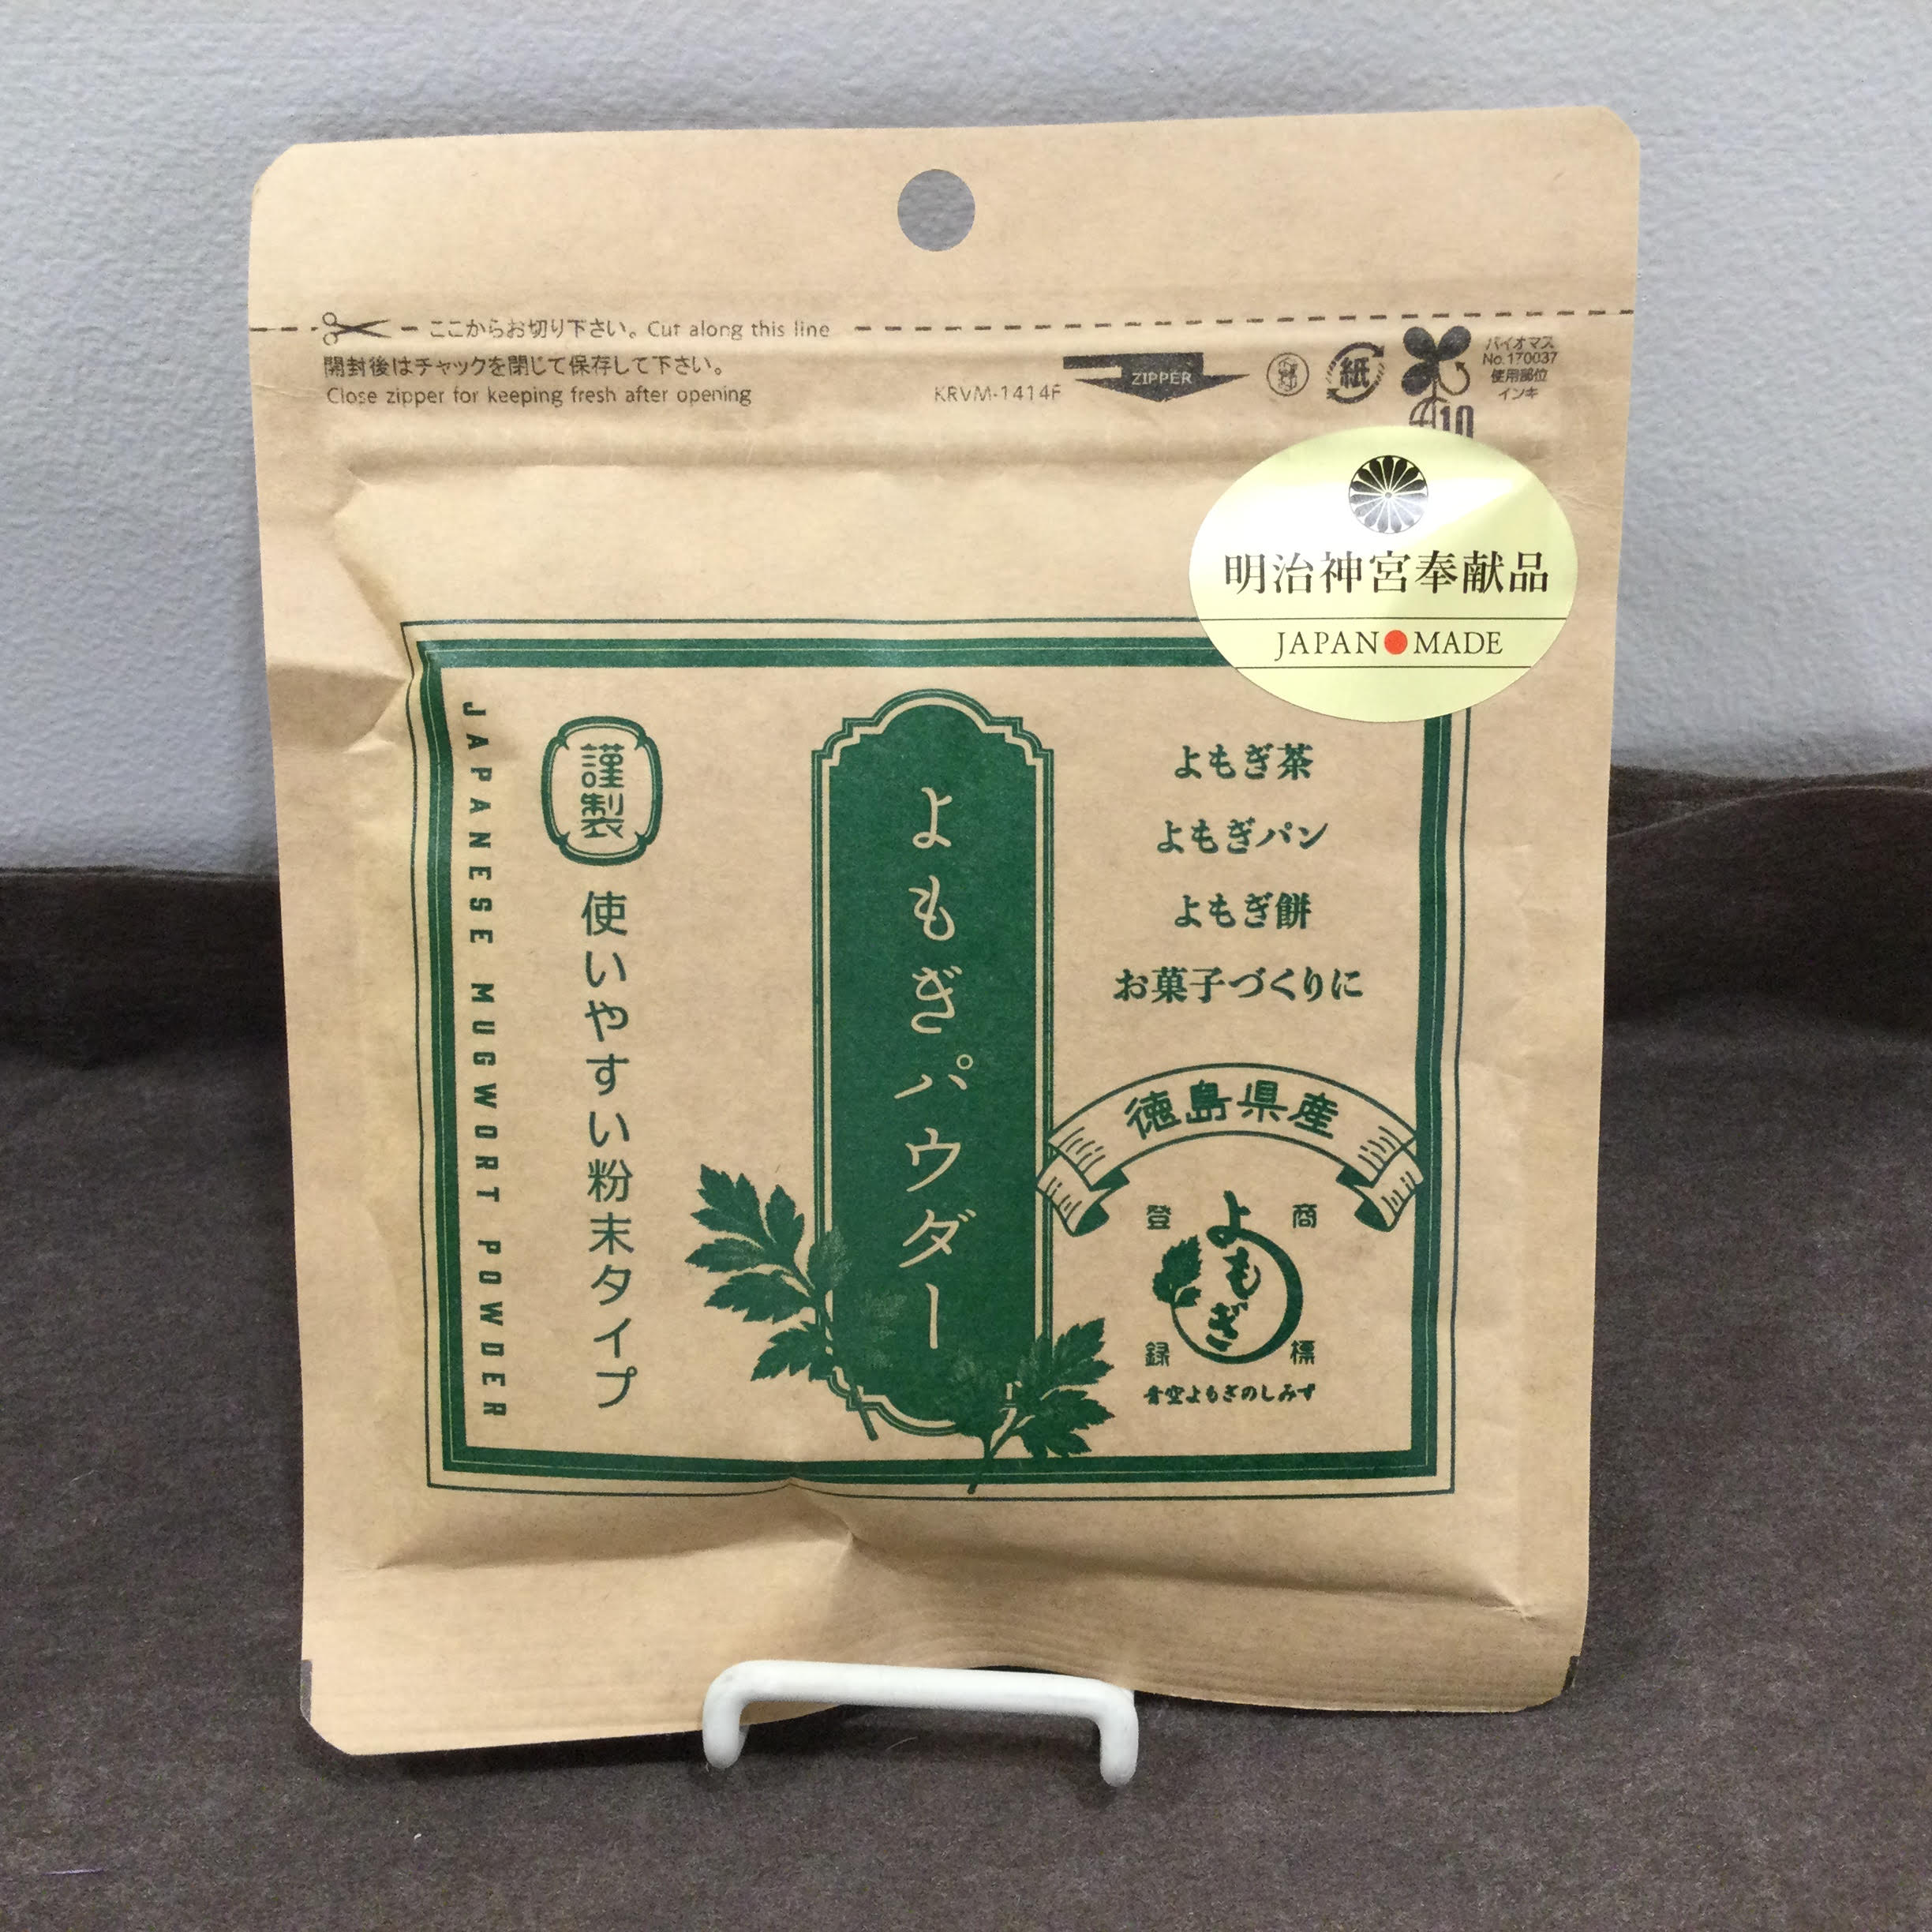 ここからお切り下さい。Cut along this line
開封後はチャックを閉じて保存して下さい。
Close zipper for keeping fresh after opening
KRVM-1414F
ZIPPER
紙
バイオマス
No.170037
使用部位
インキ
10
明治神宮奉献品
JAPAN MADE
よもぎ茶
よもぎパン
よもぎ餅
お菓子づくりに
徳島県産
登録商標
よもぎ
青空よもぎのしみず
よもぎパウダー
謹製
使いやすい粉末タイプ
JAPANESE MUGWORT POWDER